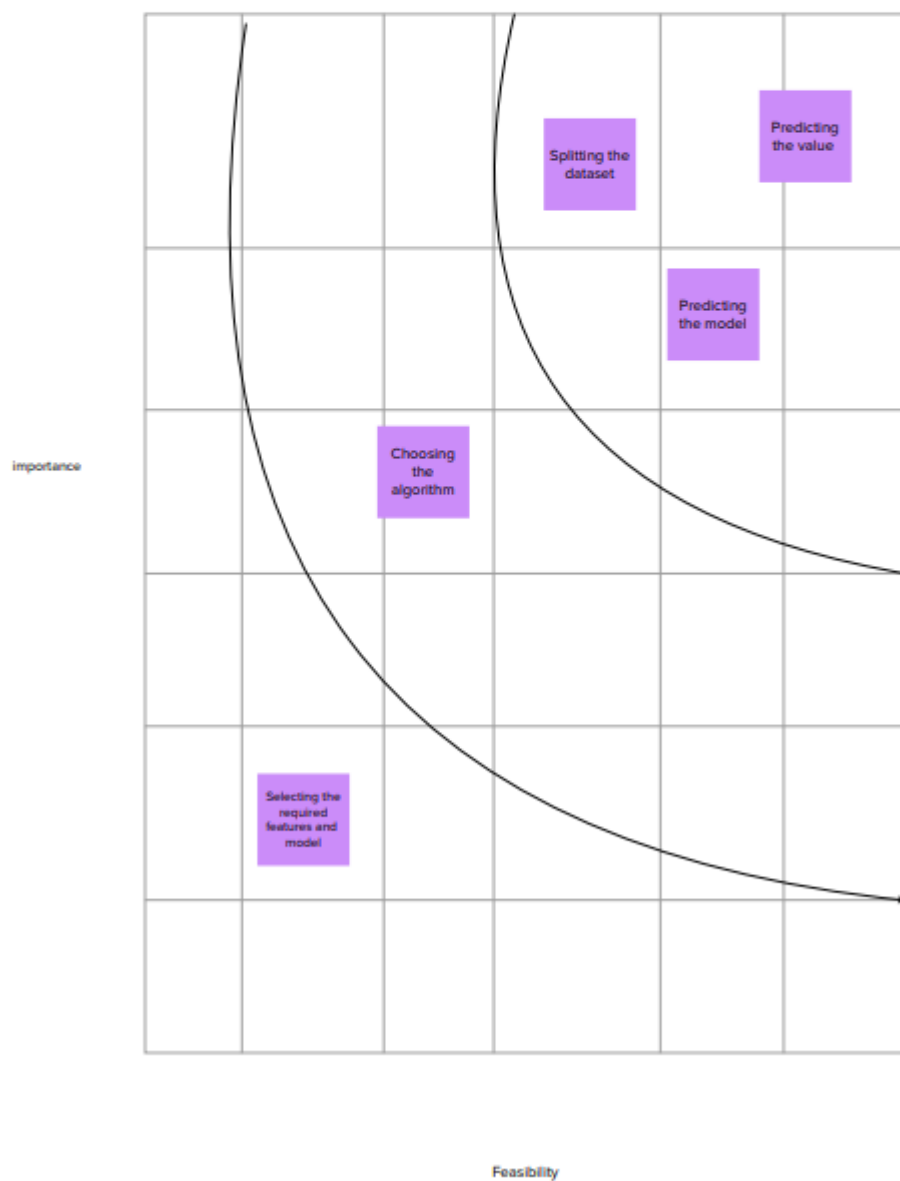 Predicting
the value
Splitting the
dataset
Predicting
the model
Choosing
the
algorithm
importance
Selecting the
required
features and
model
Feasibility